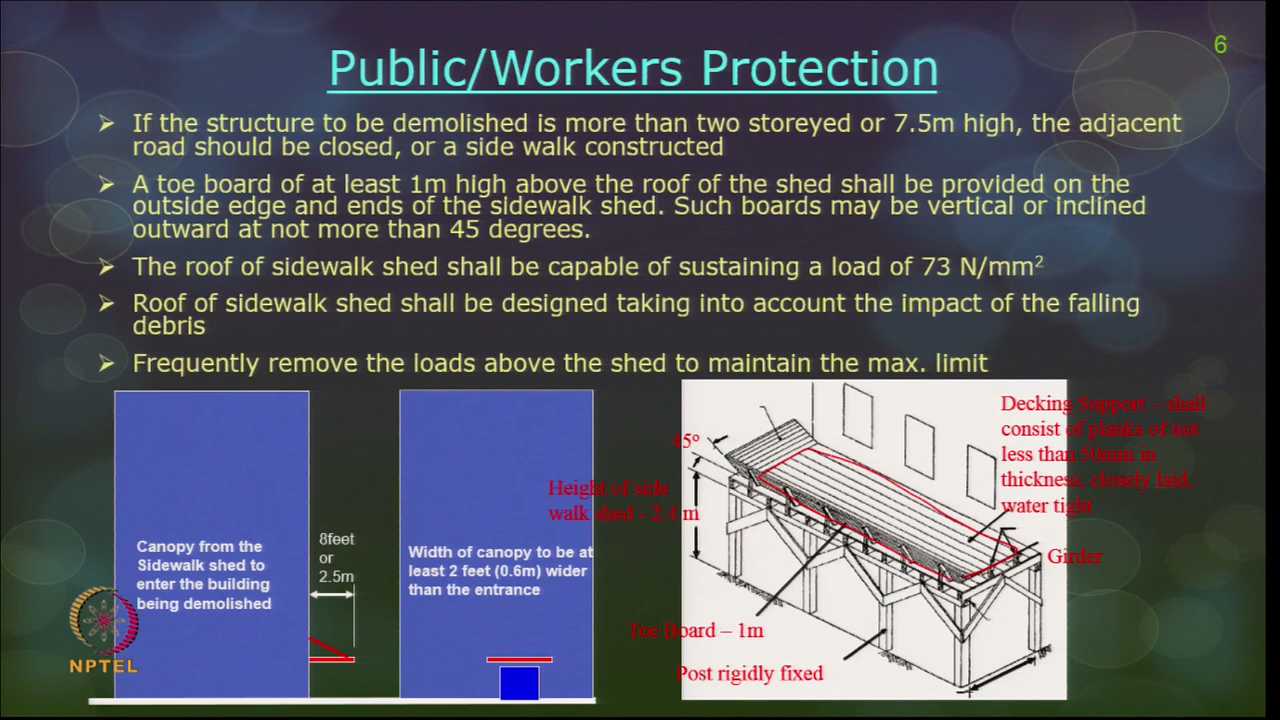 6
Public/Workers Protection
➢ If the structure to be demolished is more than two storeyed or 7.5m high, the adjacent
road should be closed, or a side walk constructed
➢ A toe board of at least 1m high above the roof of the shed shall be provided on the
outside edge and ends of the sidewalk shed. Such boards may be vertical or inclined
outward at not more than 45 degrees.
➢ The roof of sidewalk shed shall be capable of sustaining a load of 73 N/mm²
➢ Roof of sidewalk shed shall be designed taking into account the impact of the falling
debris
➢ Frequently remove the loads above the shed to maintain the max. limit
Canopy from the
Sidewalk shed to
enter the building
being demolished
8feet
or
2.5m
Width of canopy to be at
least 2 feet (0.6m) wider
than the entrance
45°
Height of side
walk shed - 2.4 m
Decking Support – shall
consist of planks of not
less than 50mm in
thickness, closely laid,
water tight
Girder
Toe Board – 1m
Post rigidly fixed
NPTEL